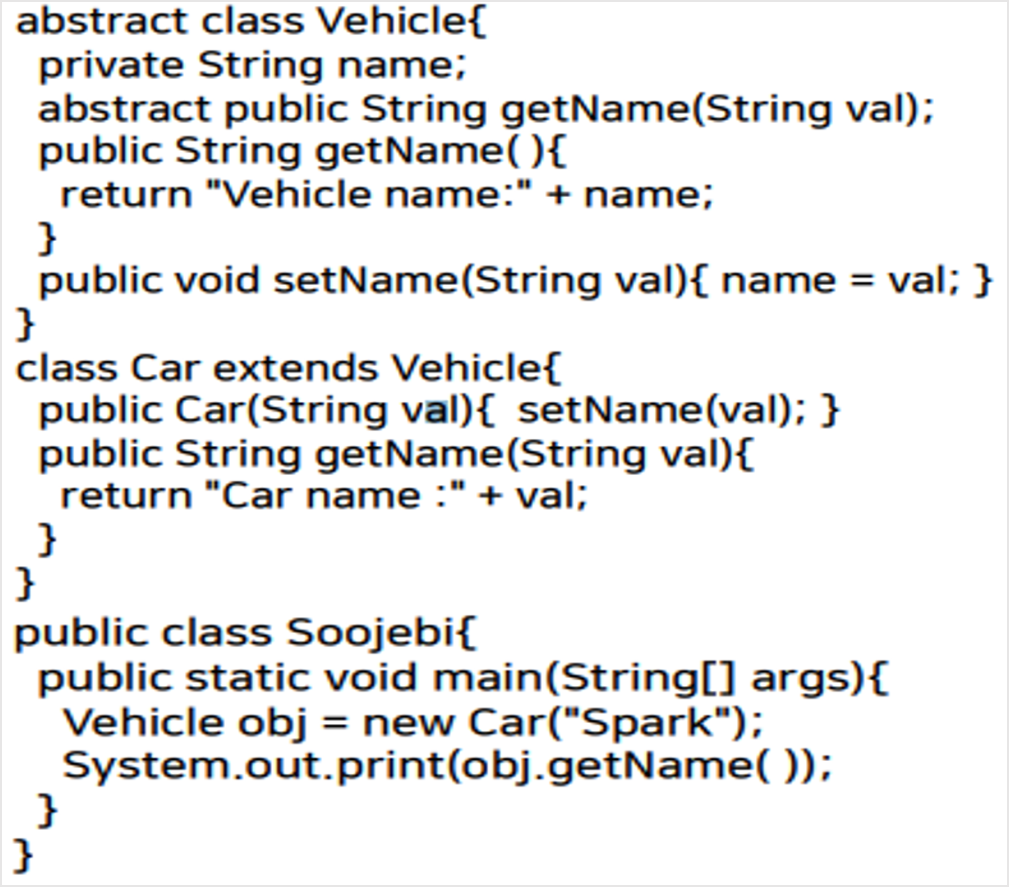 abstract class Vehicle{
  private String name;
  abstract public String getName(String val);
  public String getName( ){
    return "Vehicle name:" + name;
  }
  public void setName(String val){ name = val; }
}
class Car extends Vehicle{
  public Car(String val){  setName(val); }
  public String getName(String val){
    return "Car name :" + val;
  }
}
public class Soojebi{
  public static void main(String[] args){
    Vehicle obj = new Car("Spark");
    System.out.print(obj.getName( ));
  }
}